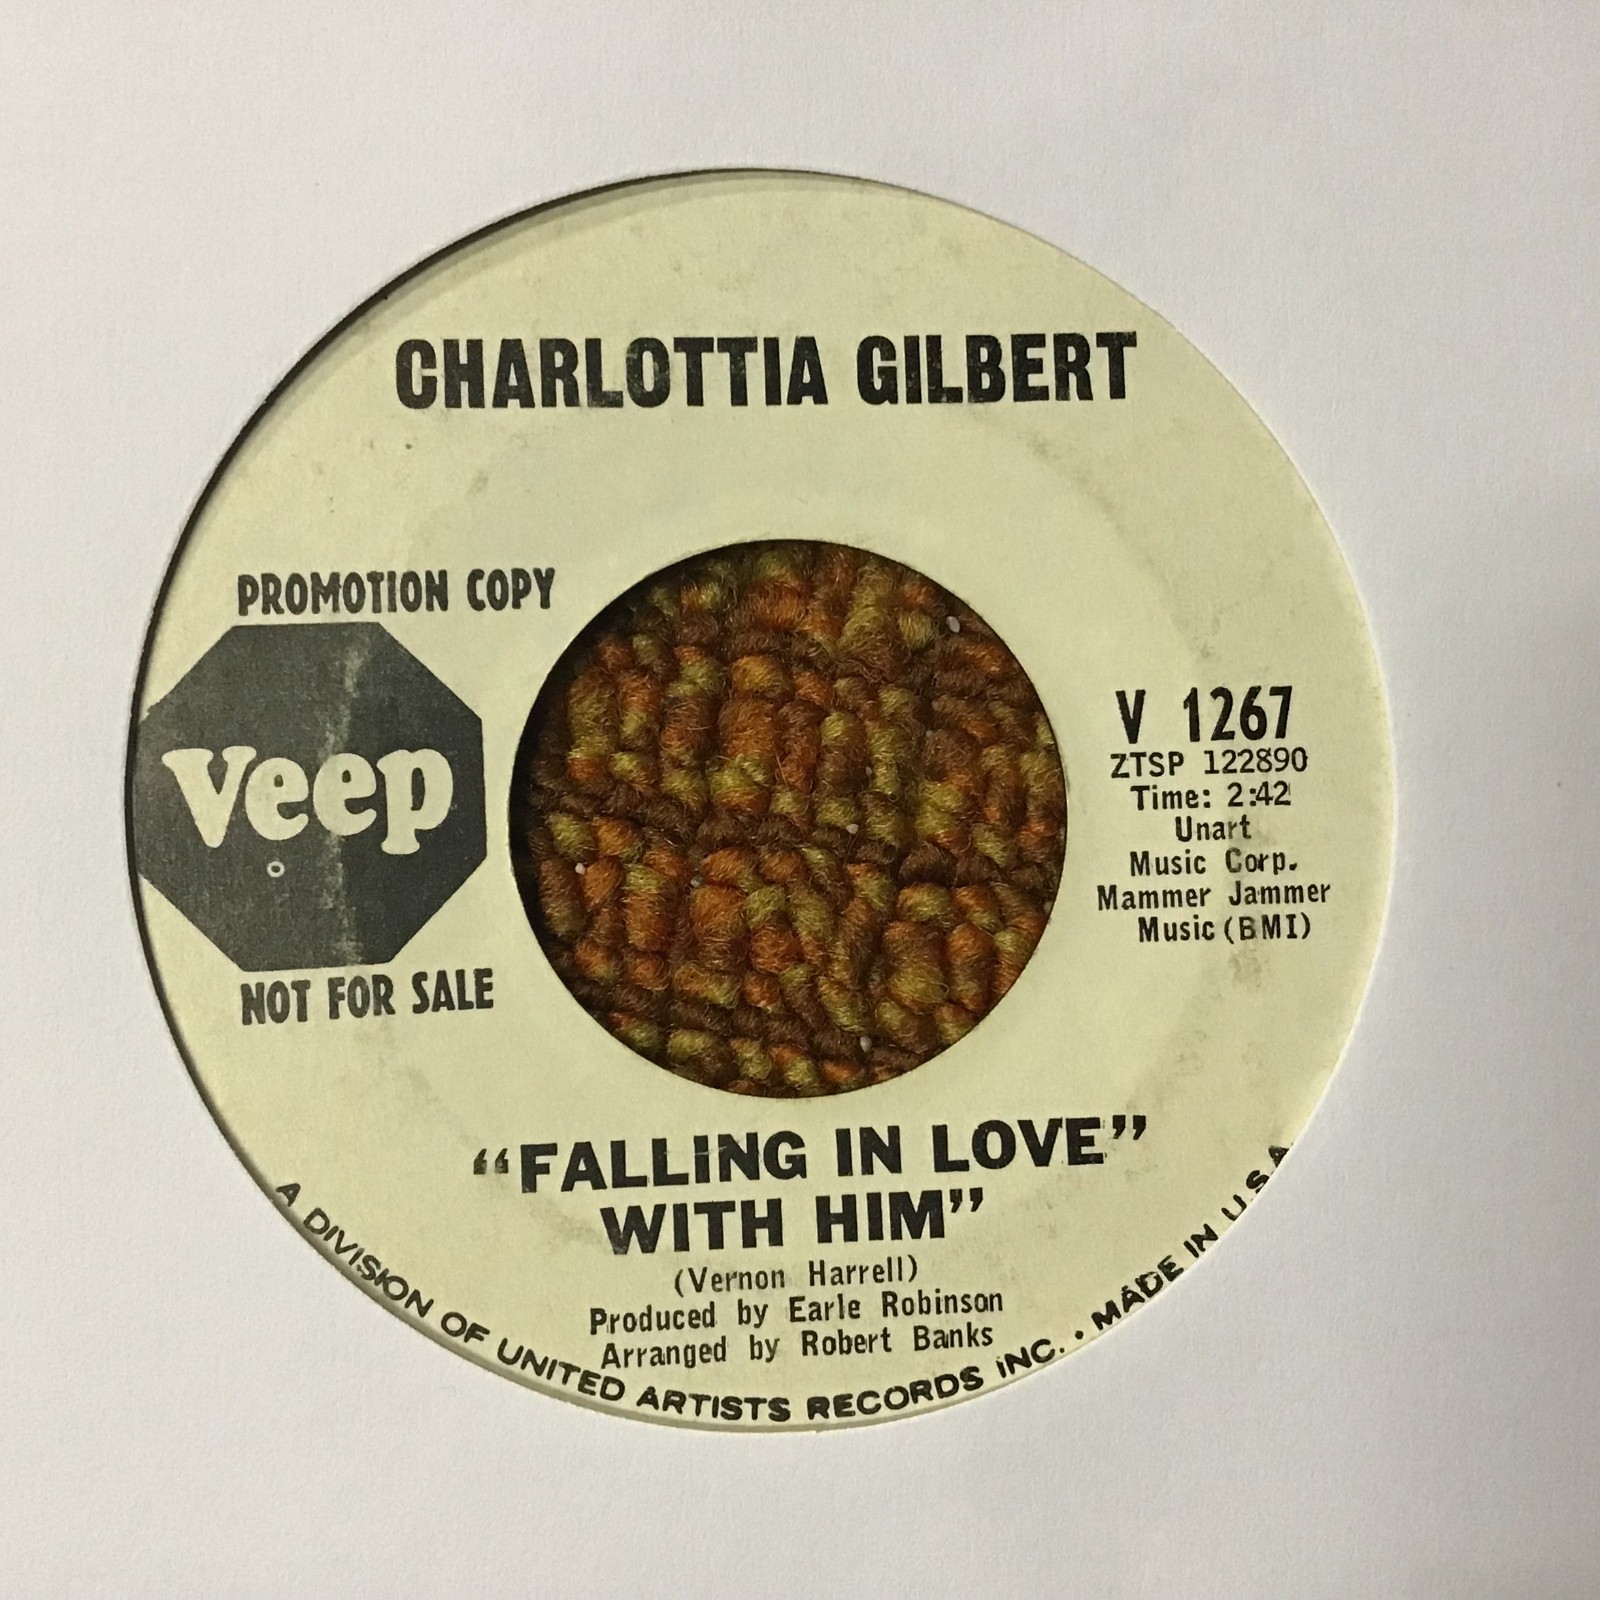 CHARLOTTIA GILBERT
PROMOTION COPY
veep
NOT FOR SALE
V 1267
ZTSP 122890
Time: 2:42
Unart
Music Corp.
Mammer Jammer
Music (BMI)
“FALLING IN LOVE”
WITH HIM”
(Vernon Harrell)
Produced by Earle Robinson
Arranged by Robert Banks
A DIVISION OF UNITED ARTISTS RECORDS INC. • MADE IN U.S.A.